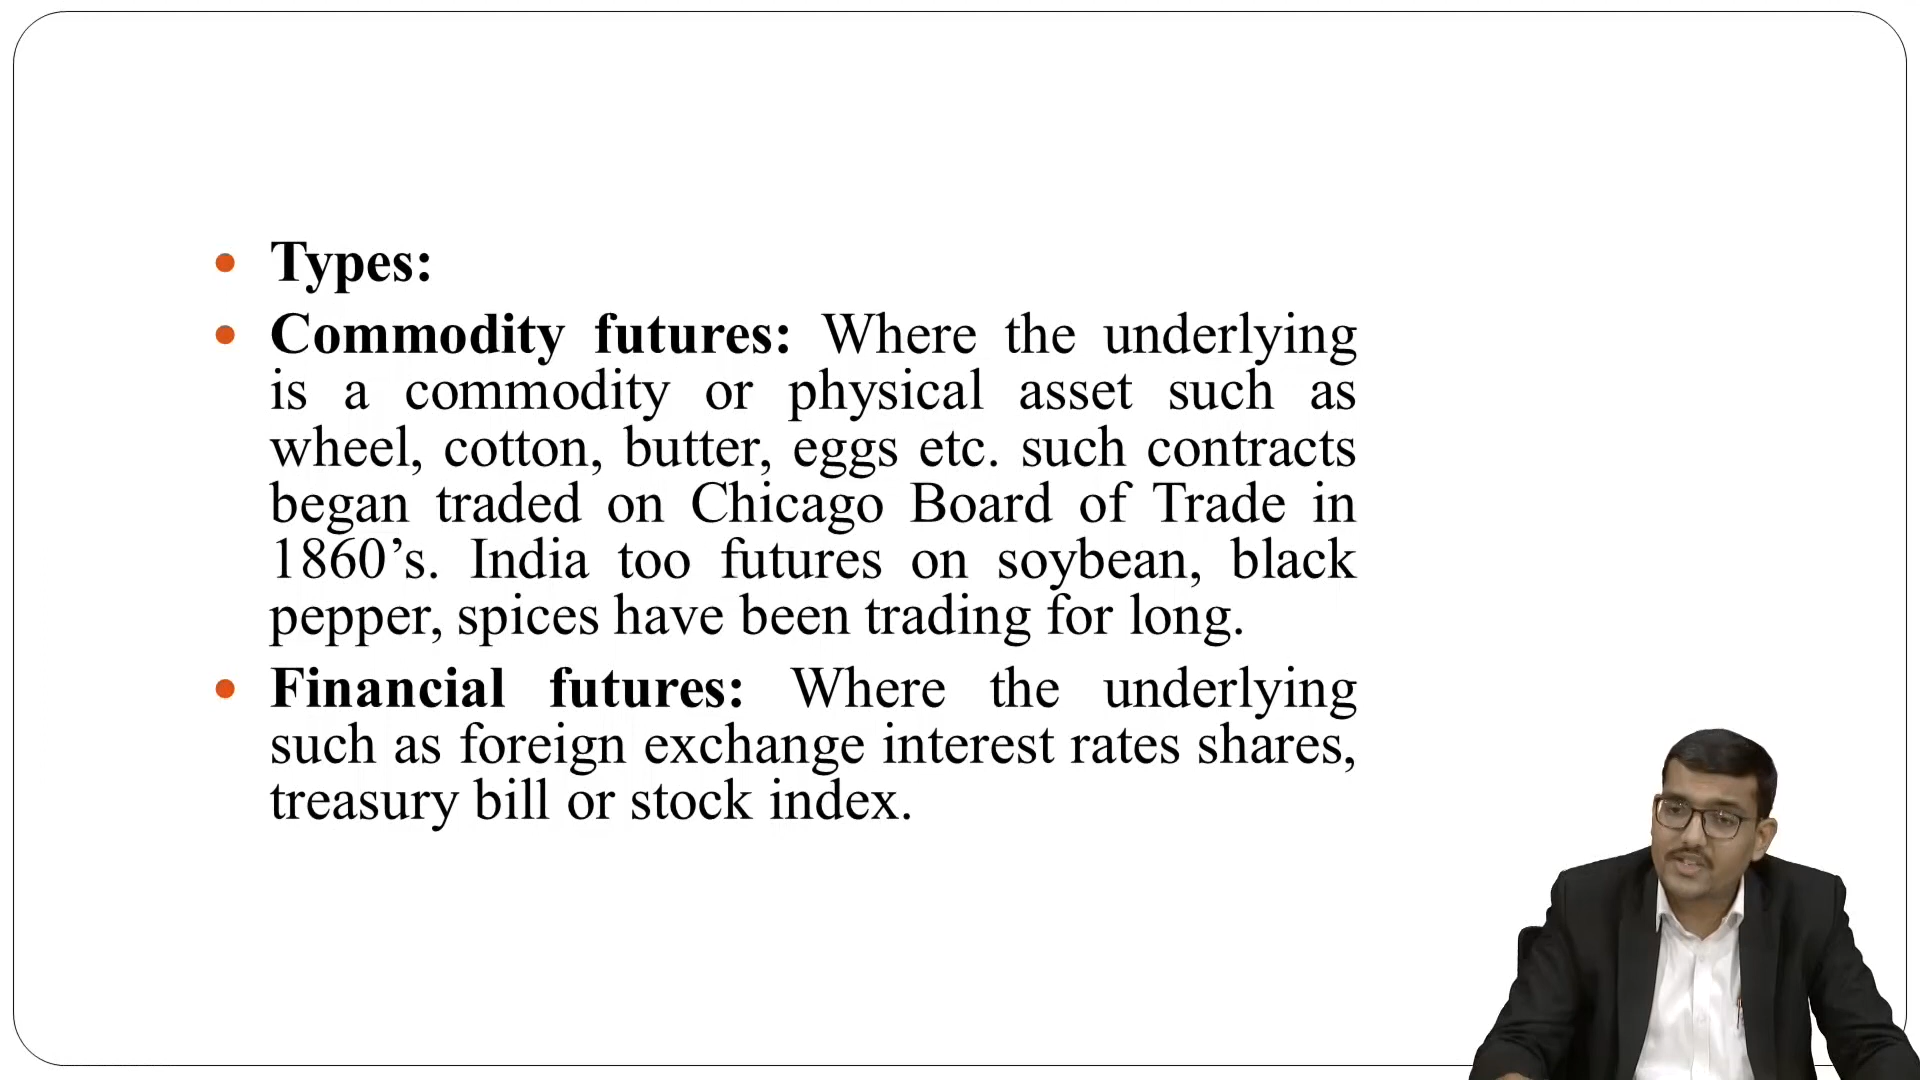 Types:
Commodity futures: Where the underlying
is a commodity or physical asset such as
wheel, cotton, butter, eggs etc. such contracts
began traded on Chicago Board of Trade in
1860’s. India too futures on soybean, black
pepper, spices have been trading for long.
Financial futures: Where the underlying
such as foreign exchange interest rates shares,
treasury bill or stock index.